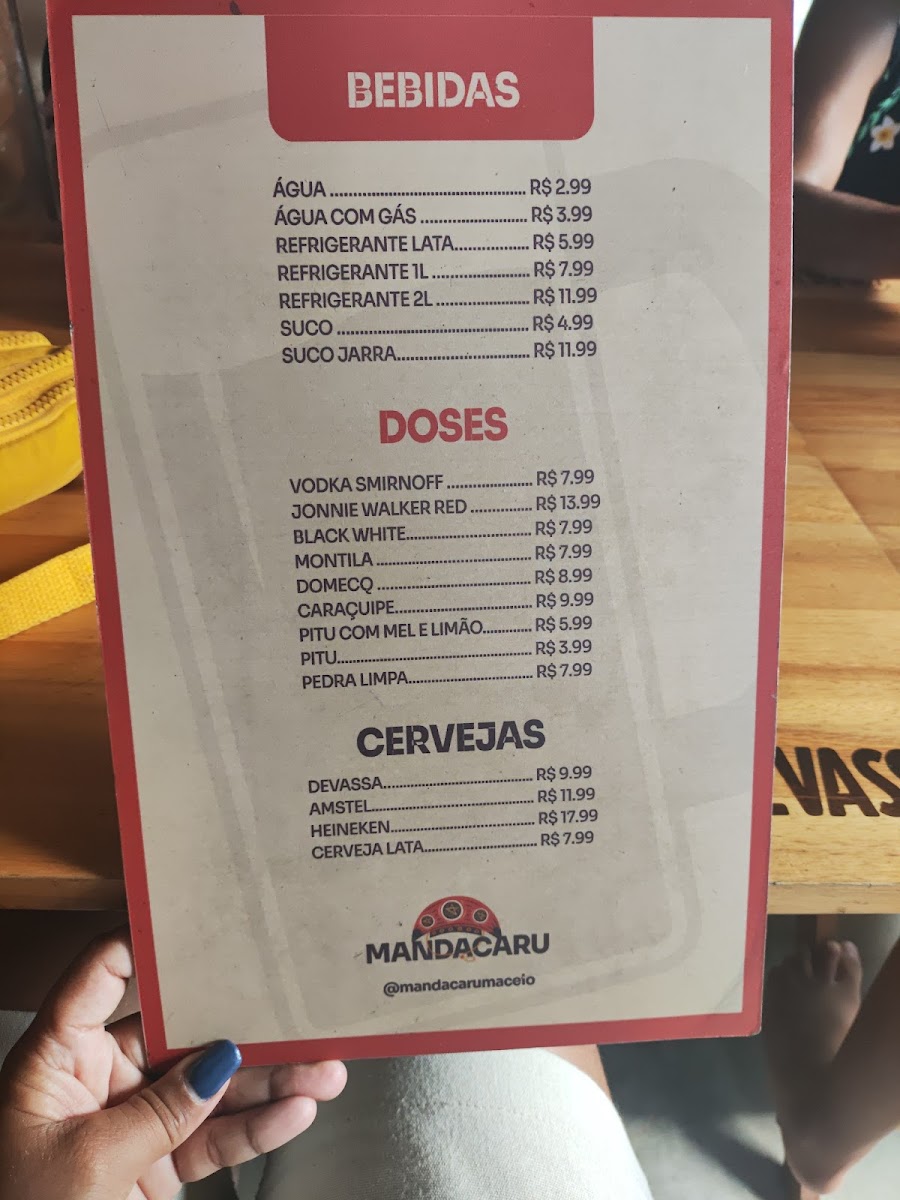 BEBIDAS
ÁGUA ........................................... R$ 2.99
ÁGUA COM GÁS ....................... R$ 3.99
REFRIGERANTE LATA................ R$ 5.99
REFRIGERANTE 1L ..................... R$ 7.99
REFRIGERANTE 2L .................... R$ 11.99
SUCO .......................................... R$ 4.99
SUCO JARRA............................. R$ 11.99
DOSES
VODKA SMIRNOFF ................... R$ 7.99
JONNIE WALKER RED .............. R$ 13.99
BLACK WHITE............................ R$ 7.99
MONTILA ................................... R$ 7.99
DOMECQ ................................... R$ 8.99
CARAÇUIPE............................... R$ 9.99
PITU COM MEL E LIMÃO........... R$ 5.99
PITU............................................ R$ 3.99
PEDRA LIMPA............................ R$ 7.99
CERVEJAS
DEVASSA................................... R$ 9.99
AMSTEL..................................... R$ 11.99
HEINEKEN................................. R$ 17.99
CERVEJA LATA.......................... R$ 7.99
MANDACARU
@mandacarumaceio
VASS